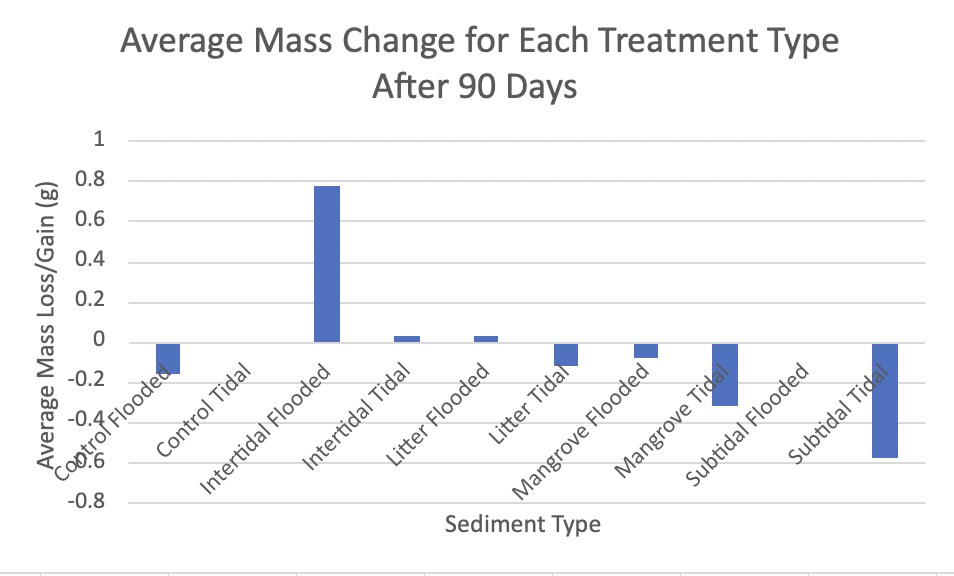 Average Mass Change for Each Treatment Type
After 90 Days
Average Mass Loss/Gain (g)
1
0.8
0.6
0.4
0.2
0
-0.2
-0.4
-0.6
-0.8
Control Flooded
Control Tidal
Intertidal Flooded
Intertidal Tidal
Litter Flooded
Litter Tidal
Mangrove Flooded
Mangrove Tidal
Subtidal Flooded
Subtidal Tidal
Sediment Type